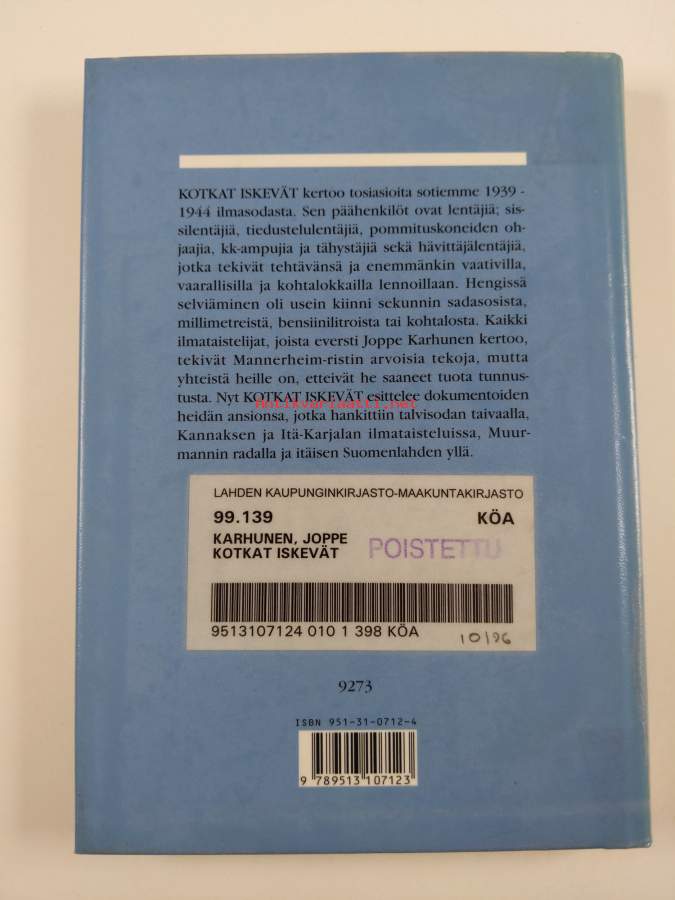 KOTKAT ISKEVÄT kertoo tosiasioita sotiemme 1939 -
1944 ilmasodasta. Sen päähenkilöt ovat lentäjiä; sis-
silentäjiä, tiedustelulentäjiä, pommituskoneiden oh-
jaajia, kk-ampujia ja tähystäjiä sekä hävittäjälentäjiä,
jotka tekivät tehtävänsä ja enemmänkin vaativilla,
vaarallisilla ja kohtalokkailla lennoillaan. Hengissä
selviäminen oli usein kiinni sekunnin sadasosista,
millimetreistä, bensiinilitroista tai kohtalosta. Kaikki
ilmataistelijat, joista eversti Joppe Karhunen kertoo,
tekivät Mannerheim-ristin arvoisia tekoja, mutta
yhteistä heille on, etteivät he saaneet tuota tunnus-
tusta. Nyt KOTKAT ISKEVÄT esittelee dokumentoiden
Antikvariaatti.net
heidän ansionsa, jotka hankittiin talvisodan taivaalla,
Kannaksen ja Itä-Karjalan ilmataisteluissa, Muur-
mannin radalla ja itäisen Suomenlahden yllä.
LAHDEN KAUPUNGINKIRJASTO-MAAKUNTAKIRJASTO
99.139 KÖA
KARHUNEN, JOPPE
KOTKAT ISKEVÄT POISTETTU
9513107124 010 1 398 KÖA
10/96
9273
ISBN 951-31-0712-4
9 789513 107123